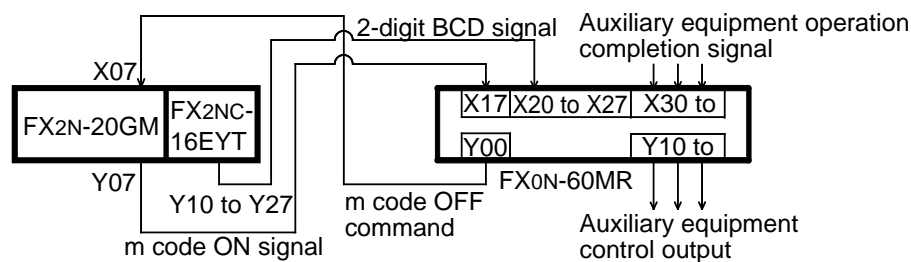 2-digit BCD signal
Auxiliary equipment operation
completion signal
X07
FX2N-20GM
FX2NC-
16EYT
X17
X20 to X27
X30 to
Y00
Y10 to
Y07
Y10 to Y27
m code OFF
command
FX0N-60MR
m code ON signal
Auxiliary equipment
control output